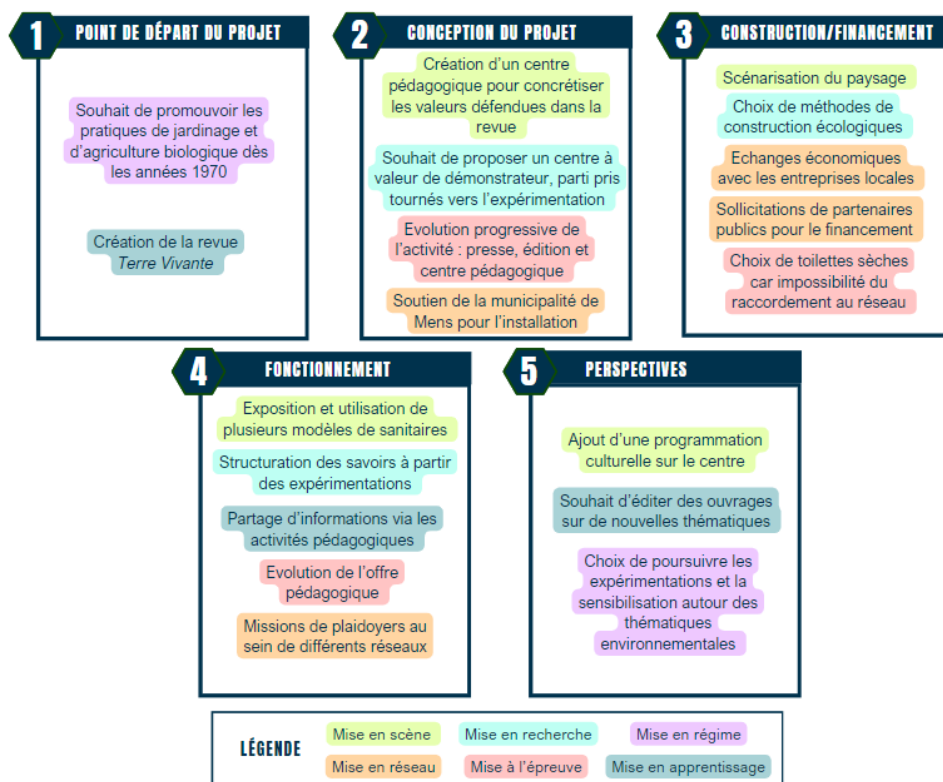 1
POINT DE DÉPART DU PROJET
Souhait de promouvoir les
pratiques de jardinage et
d'agriculture biologique dès
les années 1970
Création de la revue
Terre Vivante
2
CONCEPTION DU PROJET
Création d'un centre
pédagogique pour concrétiser
les valeurs défendues dans la
revue
Souhait de proposer un centre à
valeur de démonstrateur, parti pris
tournés vers l'expérimentation
Evolution progressive de
l'activité : presse, édition et
centre pédagogique
Soutien de la municipalité de
Mens pour l'installation
3
CONSTRUCTION/FINANCEMENT
Scénarisation du paysage
Choix de méthodes de
construction écologiques
Echanges économiques
avec les entreprises locales
Sollicitations de partenaires
publics pour le financement
Choix de toilettes sèches
car impossibilité du
raccordement au réseau
4
FONCTIONNEMENT
Exposition et utilisation de
plusieurs modèles de sanitaires
Structuration des savoirs à partir
des expérimentations
Partage d'informations via les
activités pédagogiques
Evolution de l'offre
pédagogique
Missions de plaidoyers au
sein de différents réseaux
5
PERSPECTIVES
Ajout d'une programmation
culturelle sur le centre
Souhait d'éditer des ouvrages
sur de nouvelles thématiques
Choix de poursuivre les
expérimentations et la
sensibilisation autour des
thématiques
environnementales
LÉGENDE
Mise en scène
Mise en recherche
Mise en régime
Mise en réseau
Mise à l'épreuve
Mise en apprentissage